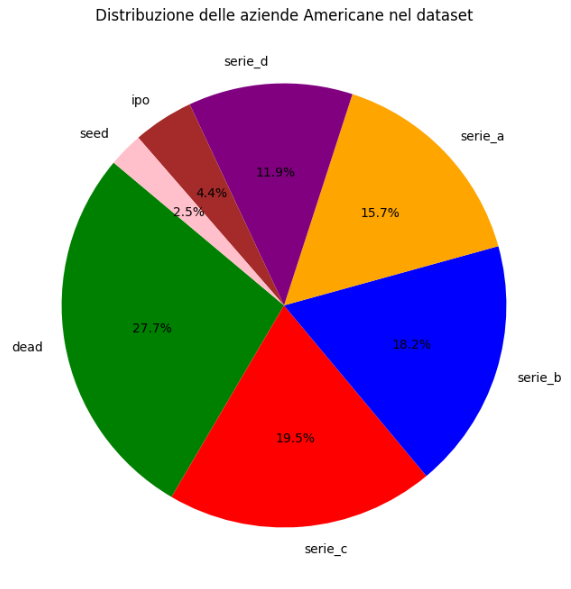 Distribuzione delle aziende Americane nel dataset
serie_d
ipo
serie_a
seed
11.9%
4.4%
2.5%
15.7%
27.7%
18.2%
dead
serie_b
19.5%
serie_c